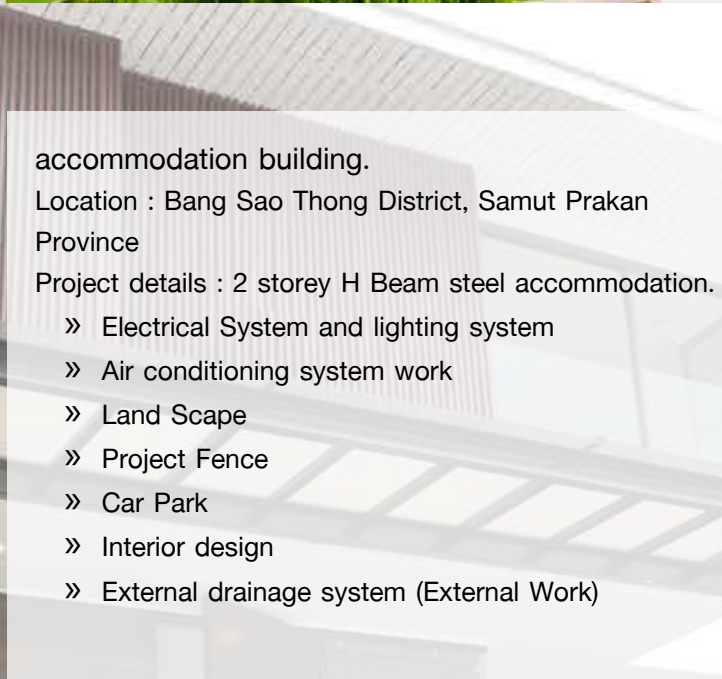 accommodation building.
Location : Bang Sao Thong District, Samut Prakan
Province
Project details : 2 storey H Beam steel accommodation.
» Electrical System and lighting system
» Air conditioning system work
» Land Scape
» Project Fence
» Car Park
» Interior design
» External drainage system (External Work)